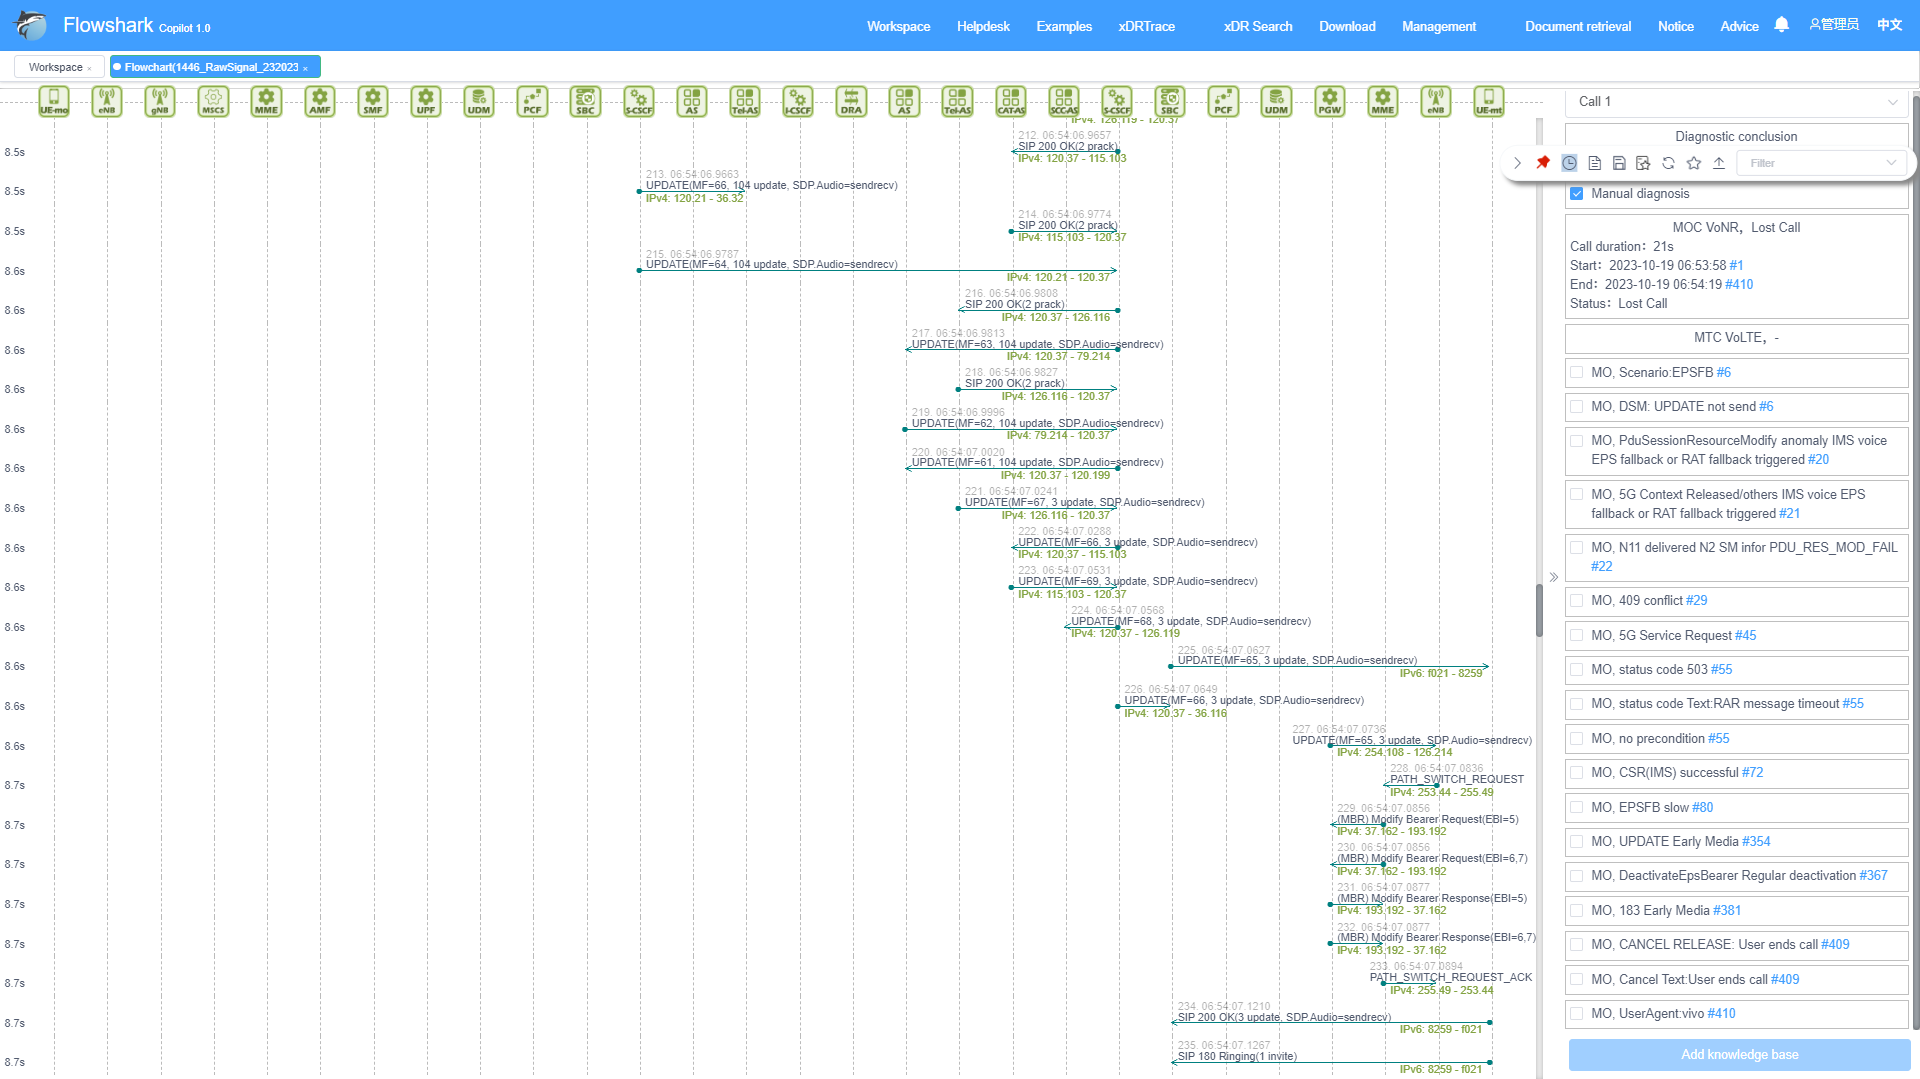 Flowshark Copilot 1.0
Workspace Helpdesk Examples xDRTrace xDR Search Download Management Document retrieval Notice Advice 管理员 中文
Workspace × Flowchart(1446_RawSignal_232023 ×
UE-mo eNB gNB MSCS MME AMF SMF UPF UDM PCF SBC S-CSCF AS Tel-AS I-CSCF DRA AS Tel-AS CATAS SCC-AS S-CSCF SBC PCF UDM PGW MME eNB UE-mt
IPv4: 126.119 - 120.37
212. 06:54:06.9657
8.5s SIP 200 OK(2 prack)
IPv4: 120.37 - 115.103
213. 06:54:06.9663
8.5s UPDATE(MF=66, 104 update, SDP.Audio=sendrecv)
IPv4: 120.21 - 36.32
214. 06:54:06.9774
8.5s SIP 200 OK(2 prack)
IPv4: 115.103 - 120.37
215. 06:54:06.9787
8.6s UPDATE(MF=64, 104 update, SDP.Audio=sendrecv)
IPv4: 120.21 - 120.37
216. 06:54:06.9808
8.6s SIP 200 OK(2 prack)
IPv4: 120.37 - 126.116
217. 06:54:06.9813
8.6s UPDATE(MF=63, 104 update, SDP.Audio=sendrecv)
IPv4: 120.37 - 79.214
218. 06:54:06.9827
8.6s SIP 200 OK(2 prack)
IPv4: 126.116 - 120.37
219. 06:54:06.9996
8.6s UPDATE(MF=62, 104 update, SDP.Audio=sendrecv)
IPv4: 79.214 - 120.37
220. 06:54:07.0020
8.6s UPDATE(MF=61, 104 update, SDP.Audio=sendrecv)
IPv4: 120.37 - 120.199
221. 06:54:07.0241
8.6s UPDATE(MF=67, 3 update, SDP.Audio=sendrecv)
IPv4: 126.116 - 120.37
222. 06:54:07.0288
8.6s UPDATE(MF=66, 3 update, SDP.Audio=sendrecv)
IPv4: 120.37 - 115.103
223. 06:54:07.0531
8.6s UPDATE(MF=69, 3 update, SDP.Audio=sendrecv)
IPv4: 115.103 - 120.37
224. 06:54:07.0568
8.6s UPDATE(MF=68, 3 update, SDP.Audio=sendrecv)
IPv4: 120.37 - 126.119
225. 06:54:07.0627
8.6s UPDATE(MF=65, 3 update, SDP.Audio=sendrecv)
IPv6: f021 - 8259
226. 06:54:07.0649
8.6s UPDATE(MF=66, 3 update, SDP.Audio=sendrecv)
IPv4: 120.37 - 36.116
227. 06:54:07.0736
8.6s UPDATE(MF=65, 3 update, SDP.Audio=sendrecv)
IPv4: 254.108 - 126.214
228. 06:54:07.0836
8.7s PATH_SWITCH_REQUEST
IPv4: 253.44 - 255.49
229. 06:54:07.0856
8.7s (MBR) Modify Bearer Request(EBI=5)
IPv4: 37.162 - 193.192
230. 06:54:07.0856
8.7s (MBR) Modify Bearer Request(EBI=6,7)
IPv4: 37.162 - 193.192
231. 06:54:07.0877
8.7s (MBR) Modify Bearer Response(EBI=5)
IPv4: 193.192 - 37.162
232. 06:54:07.0877
8.7s (MBR) Modify Bearer Response(EBI=6,7)
IPv4: 193.192 - 37.162
233. 06:54:07.0894
8.7s PATH_SWITCH_REQUEST_ACK
IPv4: 255.49 - 253.44
234. 06:54:07.1210
8.7s SIP 200 OK(3 update, SDP.Audio=sendrecv)
IPv6: 8259 - f021
235. 06:54:07.1267
8.7s SIP 180 Ringing(1 invite)
IPv6: 8259 - f021
Call 1
Diagnostic conclusion
Filter
Manual diagnosis
MOC VoNR，Lost Call
Call duration：21s
Start：2023-10-19 06:53:58 #1
End：2023-10-19 06:54:19 #410
Status：Lost Call
MTC VoLTE，-
MO, Scenario:EPSFB #6
MO, DSM: UPDATE not send #6
MO, PduSessionResourceModify anomaly IMS voice
EPS fallback or RAT fallback triggered #20
MO, 5G Context Released/others IMS voice EPS
fallback or RAT fallback triggered #21
MO, N11 delivered N2 SM infor PDU_RES_MOD_FAIL
#22
MO, 409 conflict #29
MO, 5G Service Request #45
MO, status code 503 #55
MO, status code Text:RAR message timeout #55
MO, no precondition #55
MO, CSR(IMS) successful #72
MO, EPSFB slow #80
MO, UPDATE Early Media #354
MO, DeactivateEpsBearer Regular deactivation #367
MO, 183 Early Media #381
MO, CANCEL RELEASE: User ends call #409
MO, Cancel Text:User ends call #409
MO, UserAgent:vivo #410
Add knowledge base